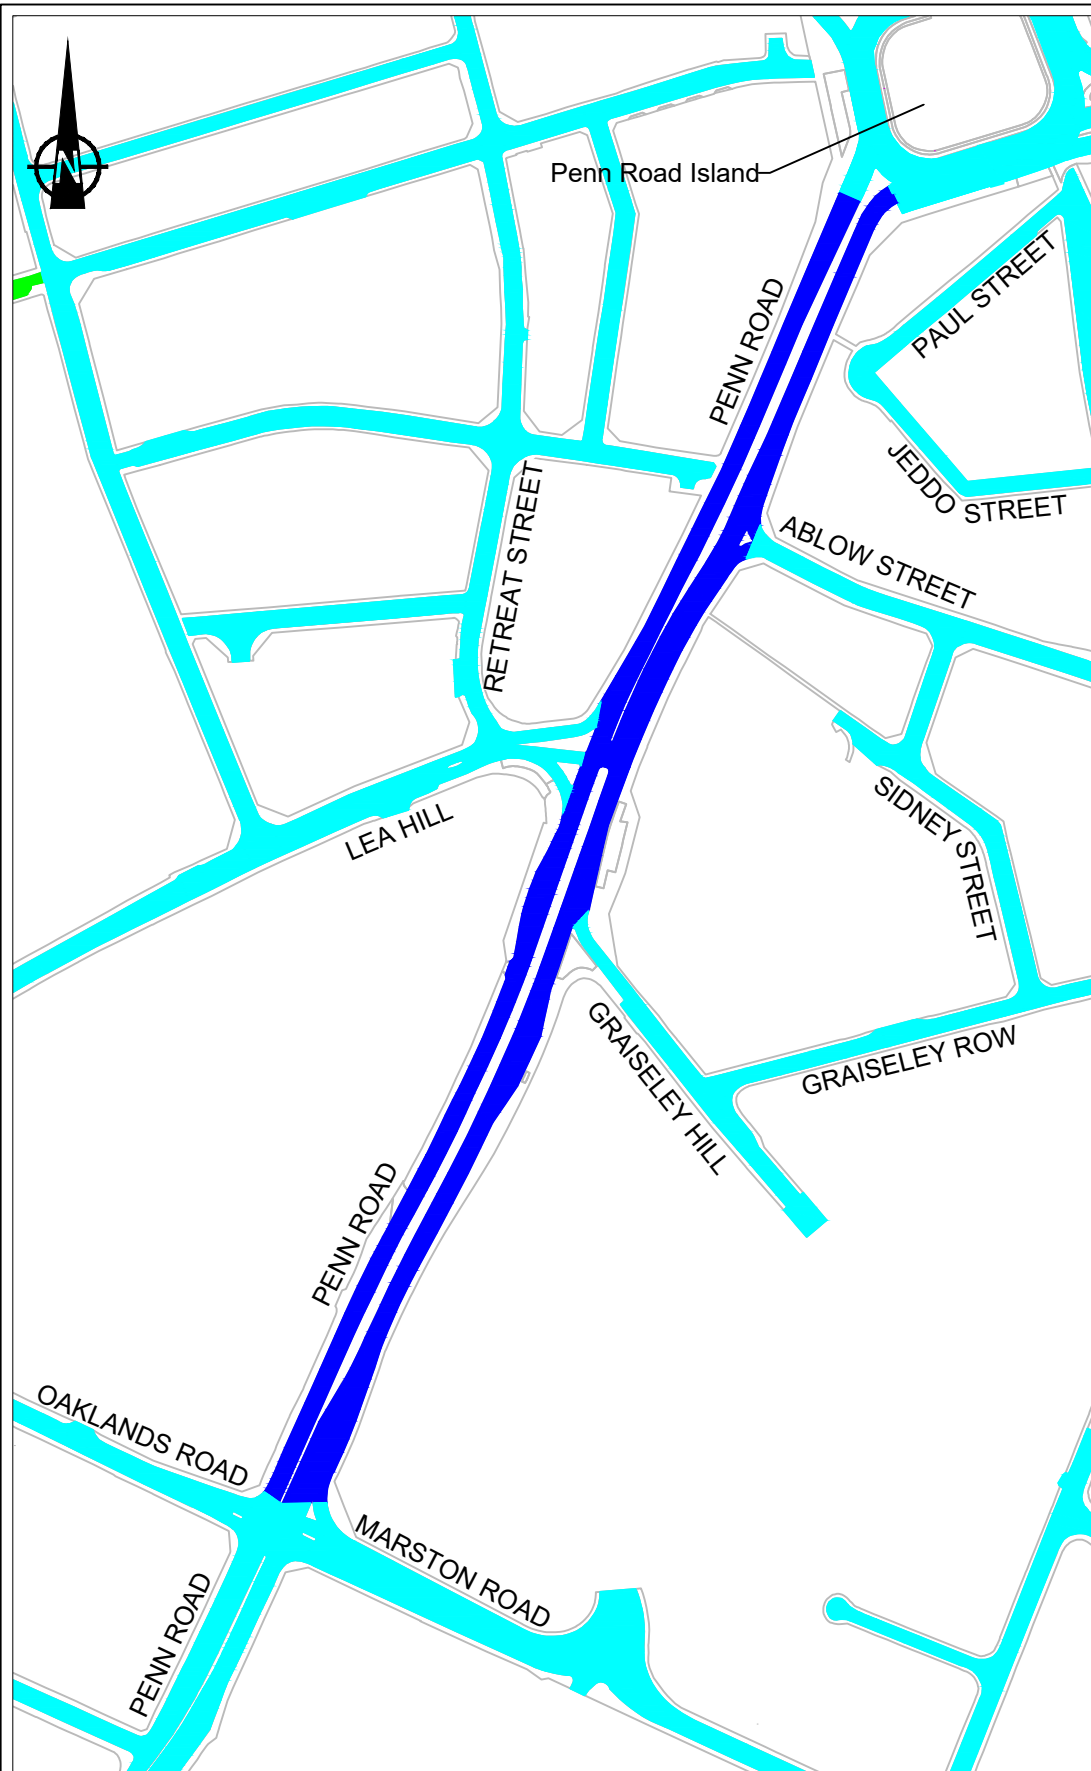 N
Penn Road Island
PENN ROAD
PAUL STREET
JEDDO STREET
ABLOW STREET
RETREAT STREET
LEA HILL
SIDNEY STREET
GRAISELEY ROW
GRAISELEY HILL
PENN ROAD
OAKLANDS ROAD
MARSTON ROAD
PENN ROAD